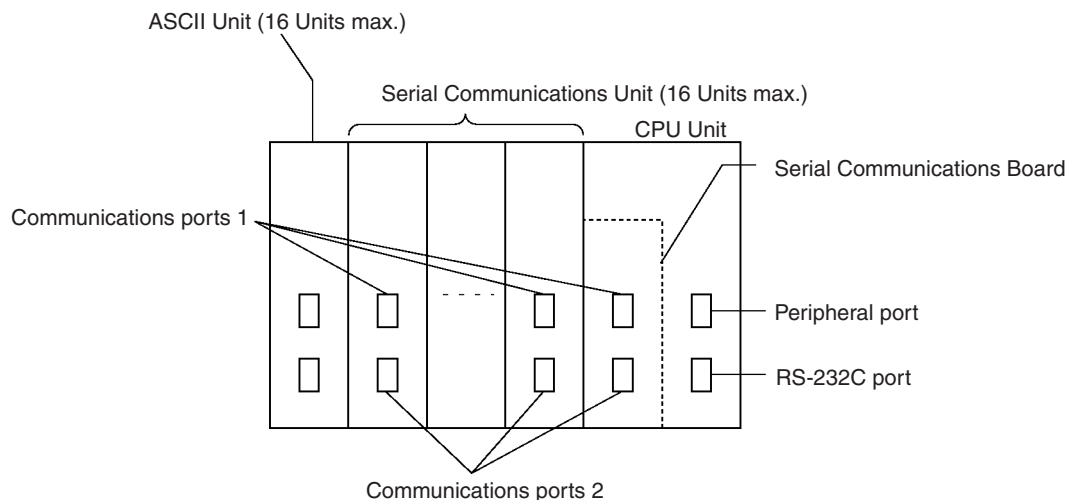 ASCII Unit (16 Units max.)
Serial Communications Unit (16 Units max.)
CPU Unit
Serial Communications Board
Communications ports 1
Peripheral port
RS-232C port
Communications ports 2